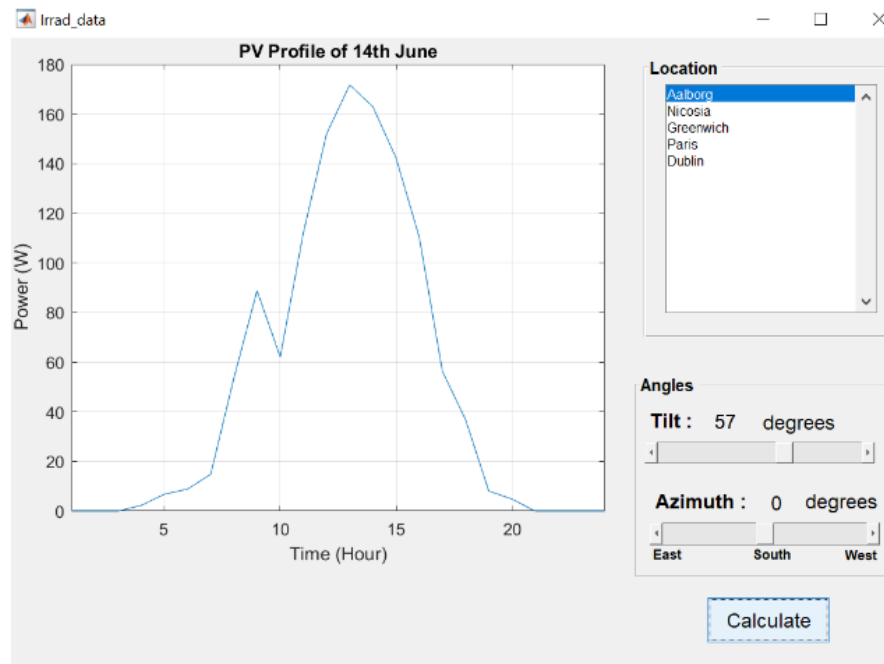 Irrad_data
PV Profile of 14th June
180
160
140
120
100
80
60
40
20
0
Power (W)
5 10 15 20
Time (Hour)
Location
Aalborg
Nicosia
Greenwich
Paris
Dublin
Angles
Tilt : 57 degrees
Azimuth : 0 degrees
East South West
Calculate